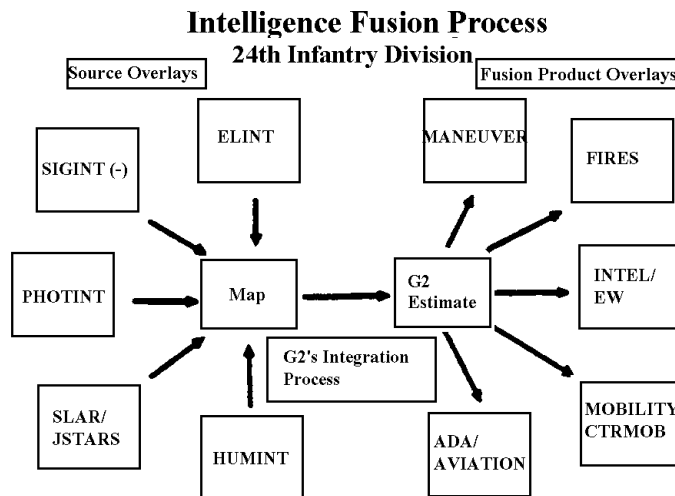 Intelligence Fusion Process
24th Infantry Division
Source Overlays
Fusion Product Overlays
ELINT
MANEUVER
SIGINT (-)
FIRES
PHOTINT
Map
G2
Estimate
INTEL/
EW
G2's Integration
Process
SLAR/
JSTARS
HUMINT
ADA/
AVIATION
MOBILITY
CTRMOB